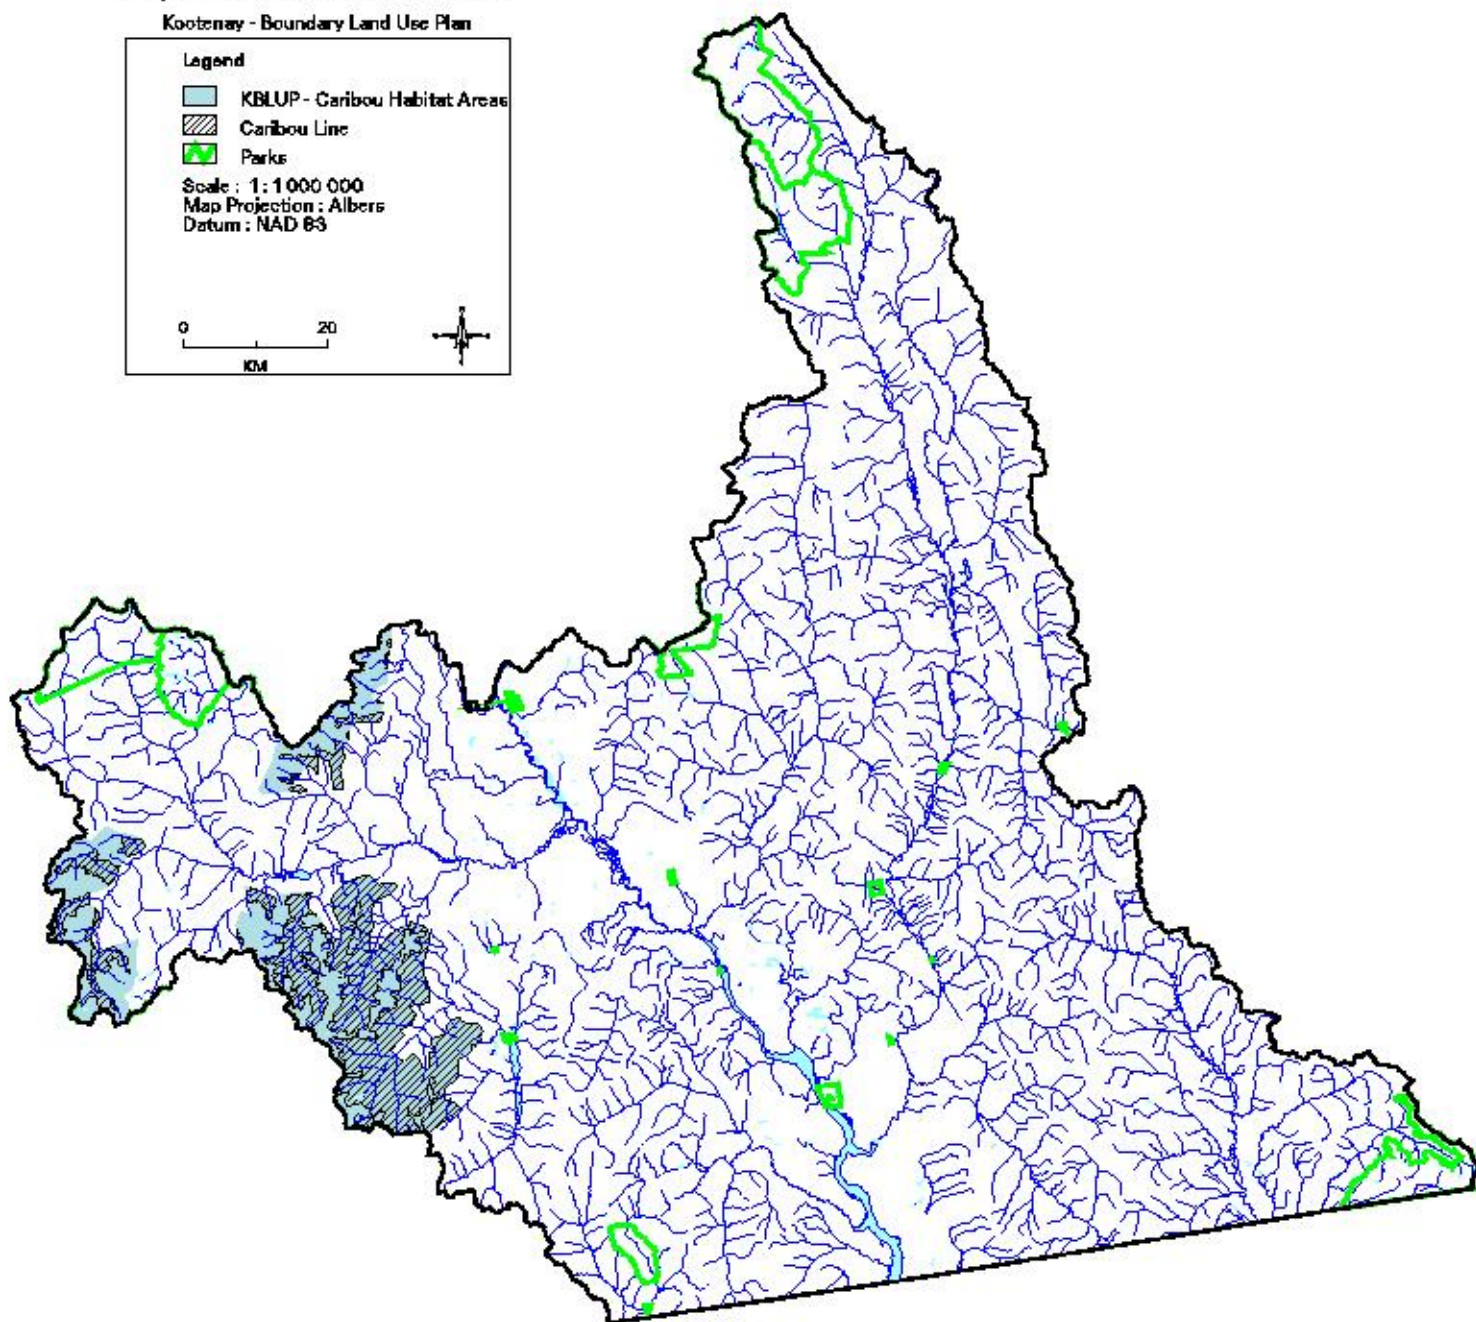 Kootenay - Boundary Land Use Plan
Legend
KBLUP - Caribou Habitat Areas
Caribou Line
Parks
Scale : 1: 1 000 000
Map Projection : Albers
Datum : NAD 83
0 20
KM